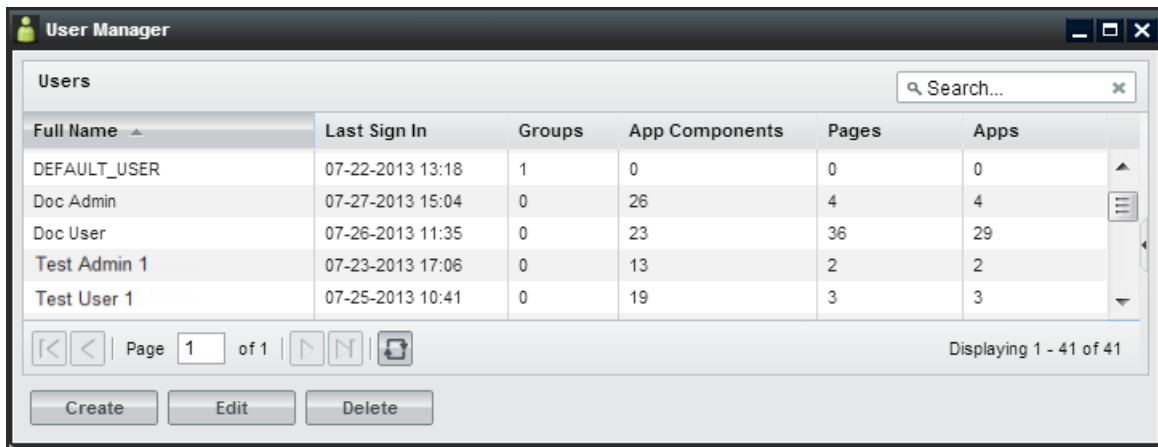 User Manager
Users Search...
Full Name Last Sign In Groups App Components Pages Apps
DEFAULT_USER 07-22-2013 13:18 1 0 0 0
Doc Admin 07-27-2013 15:04 0 26 4 4
Doc User 07-26-2013 11:35 0 23 36 29
Test Admin 1 07-23-2013 17:06 0 13 2 2
Test User 1 07-25-2013 10:41 0 19 3 3
Page 1 of 1 Displaying 1 - 41 of 41
Create Edit Delete